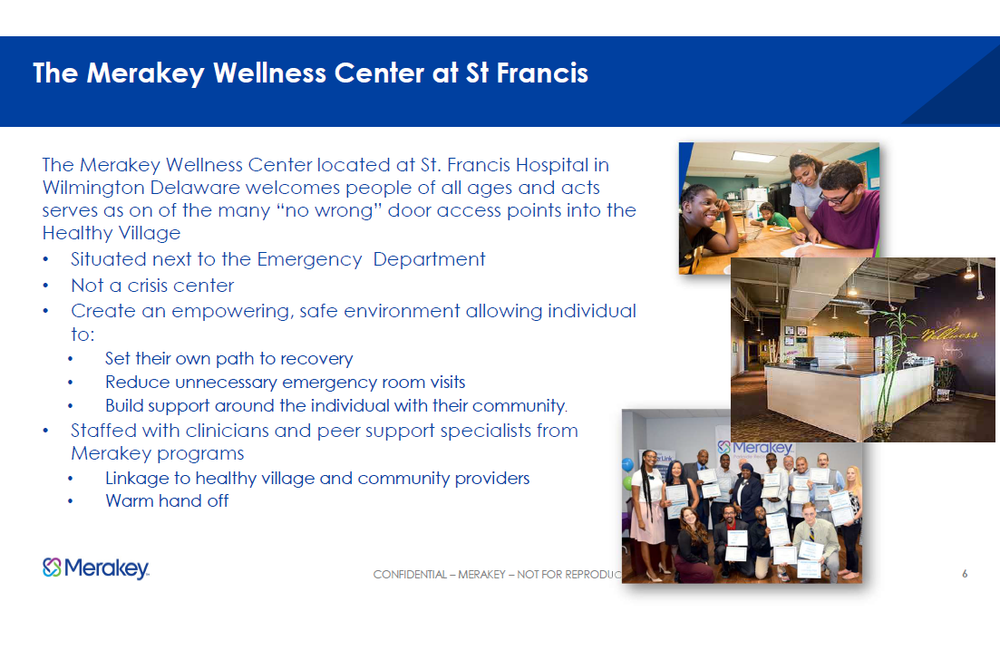 The Merakey Wellness Center at St Francis
The Merakey Wellness Center located at St. Francis Hospital in
Wilmington Delaware welcomes people of all ages and acts
serves as on of the many “no wrong” door access points into the
Healthy Village
• Situated next to the Emergency  Department
• Not a crisis center
• Create an empowering, safe environment allowing individual
to:
• Set their own path to recovery
• Reduce unnecessary emergency room visits
• Build support around the individual with their community.
• Staffed with clinicians and peer support specialists from
Merakey programs
• Linkage to healthy village and community providers
• Warm hand off
Wellness
Merakey
Merakey
CONFIDENTIAL – MERAKEY – NOT FOR REPRODUC
6